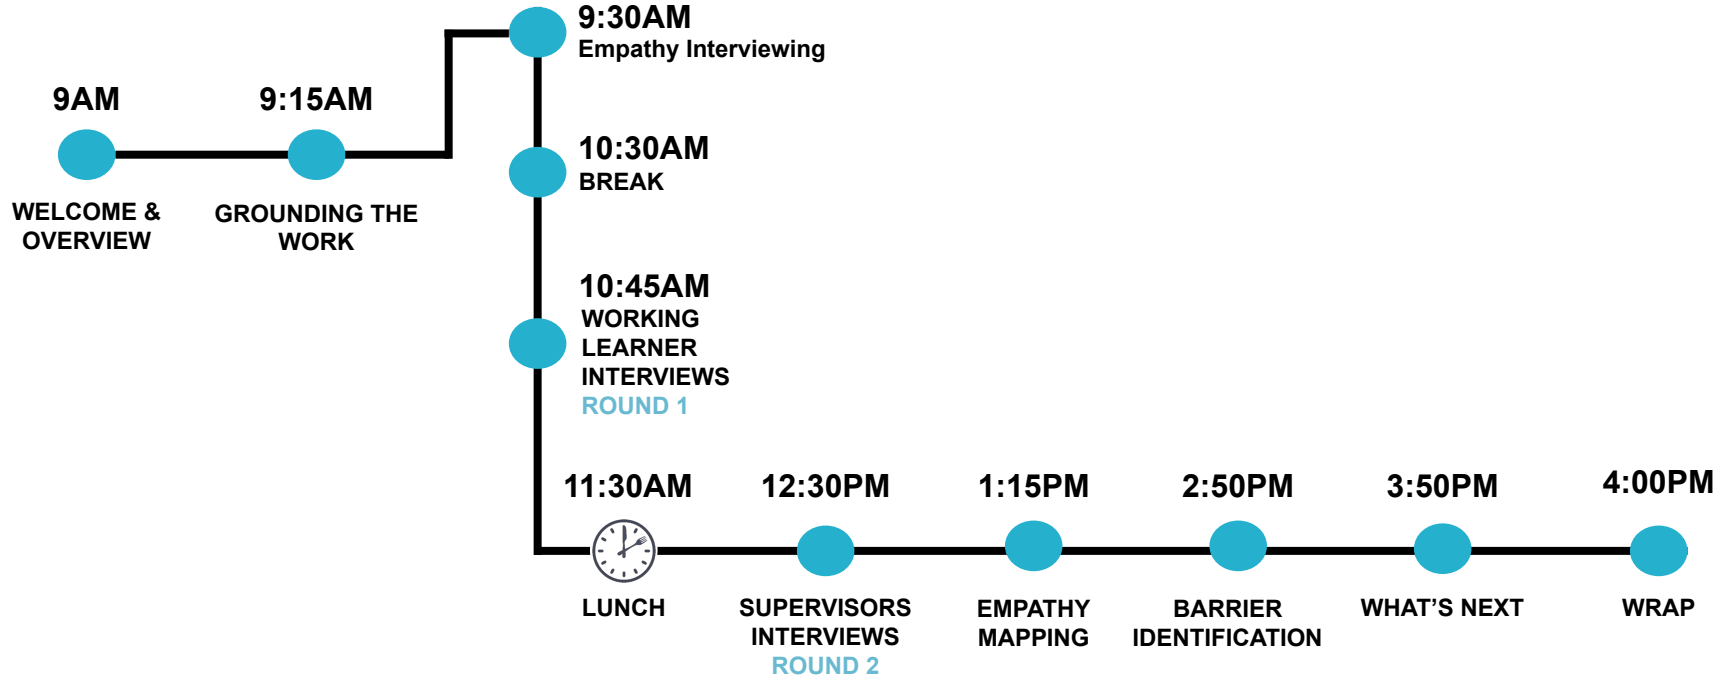 9AM
WELCOME &
OVERVIEW
9:15AM
GROUNDING THE
WORK
9:30AM
Empathy Interviewing
10:30AM
BREAK
10:45AM
WORKING
LEARNER
INTERVIEWS
ROUND 1
11:30AM
LUNCH
12:30PM
SUPERVISORS
INTERVIEWS
ROUND 2
1:15PM
EMPATHY
MAPPING
2:50PM
BARRIER
IDENTIFICATION
3:50PM
WHAT’S NEXT
4:00PM
WRAP